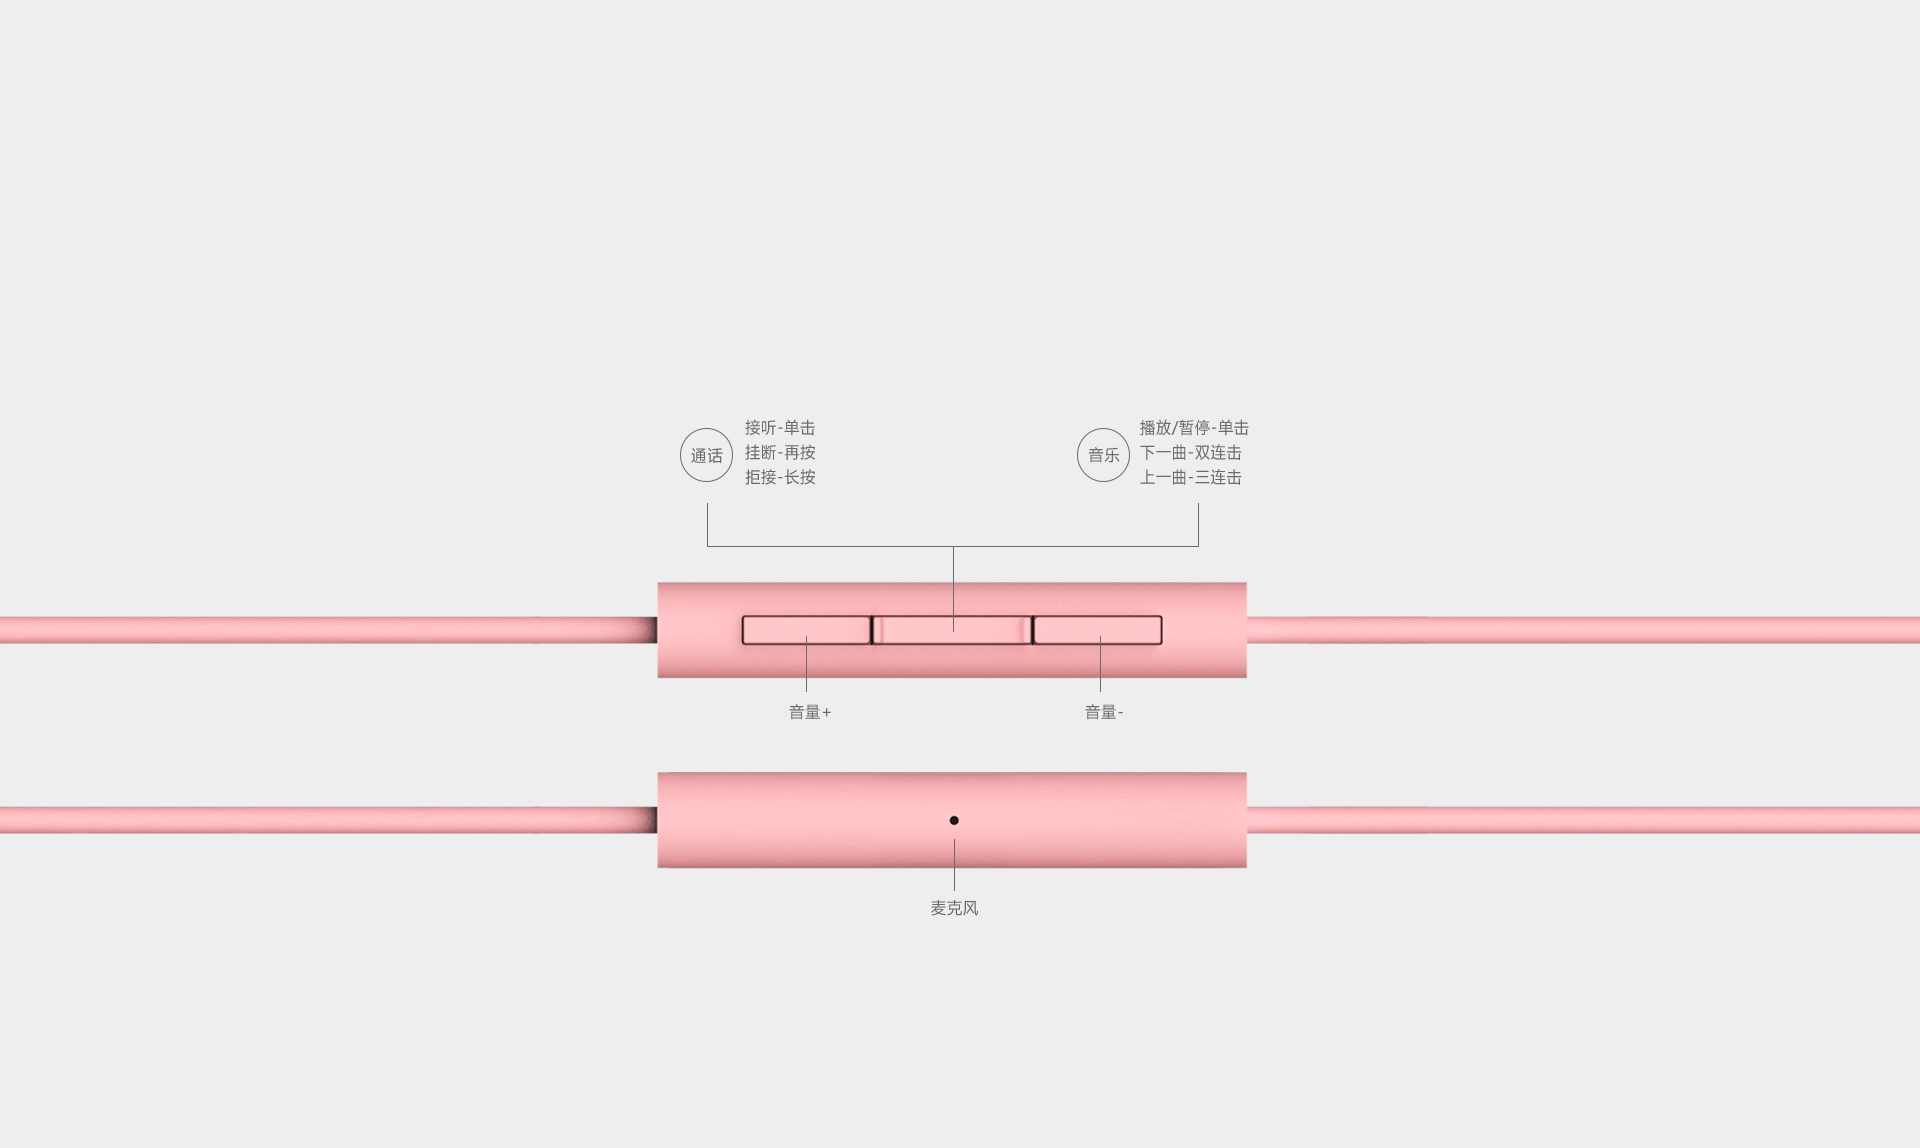 通话
接听-单击
挂断-再按
拒接-长按
音乐
播放/暂停-单击
下一曲-双连击
上一曲-三连击
音量+
音量-
麦克风